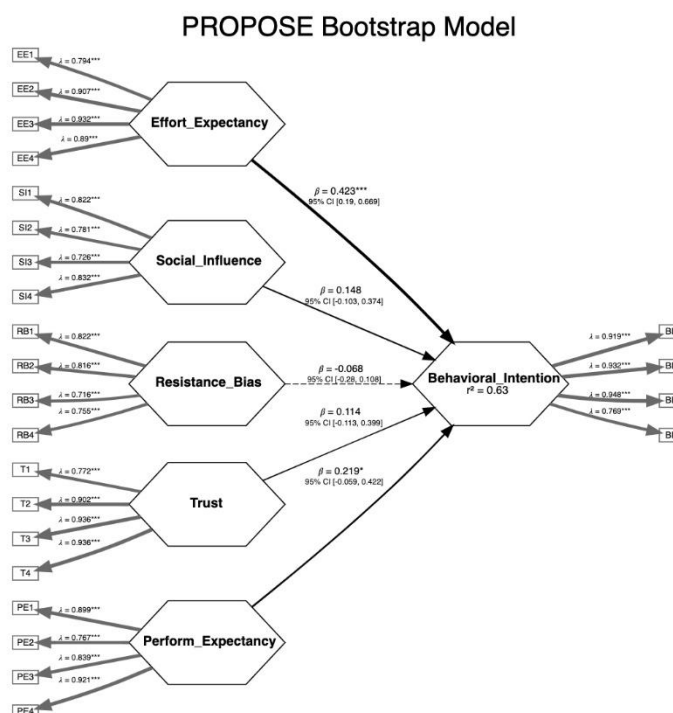 PROPOSE Bootstrap Model
EE1
λ = 0.794***
EE2
λ = 0.907***
EE3
λ = 0.932***
EE4
λ = 0.89***
Effort_Expectancy
β = 0.423***
95% CI [0.19, 0.669]
SI1
λ = 0.822***
SI2
λ = 0.781***
SI3
λ = 0.726***
SI4
λ = 0.832***
Social_Influence
β = 0.148
95% CI [-0.103, 0.374]
RB1
λ = 0.822***
RB2
λ = 0.816***
RB3
λ = 0.716***
RB4
λ = 0.755***
Resistance_Bias
β = -0.068
95% CI [-0.28, 0.108]
Behavioral_Intention
r² = 0.63
λ = 0.919***
λ = 0.932***
λ = 0.948***
λ = 0.769***
β = 0.114
95% CI [-0.113, 0.399]
T1
λ = 0.772***
T2
λ = 0.902***
T3
λ = 0.936***
T4
λ = 0.936***
Trust
β = 0.219*
95% CI [-0.059, 0.422]
PE1
λ = 0.899***
PE2
λ = 0.767***
PE3
λ = 0.839***
PE4
λ = 0.921***
Perform_Expectancy